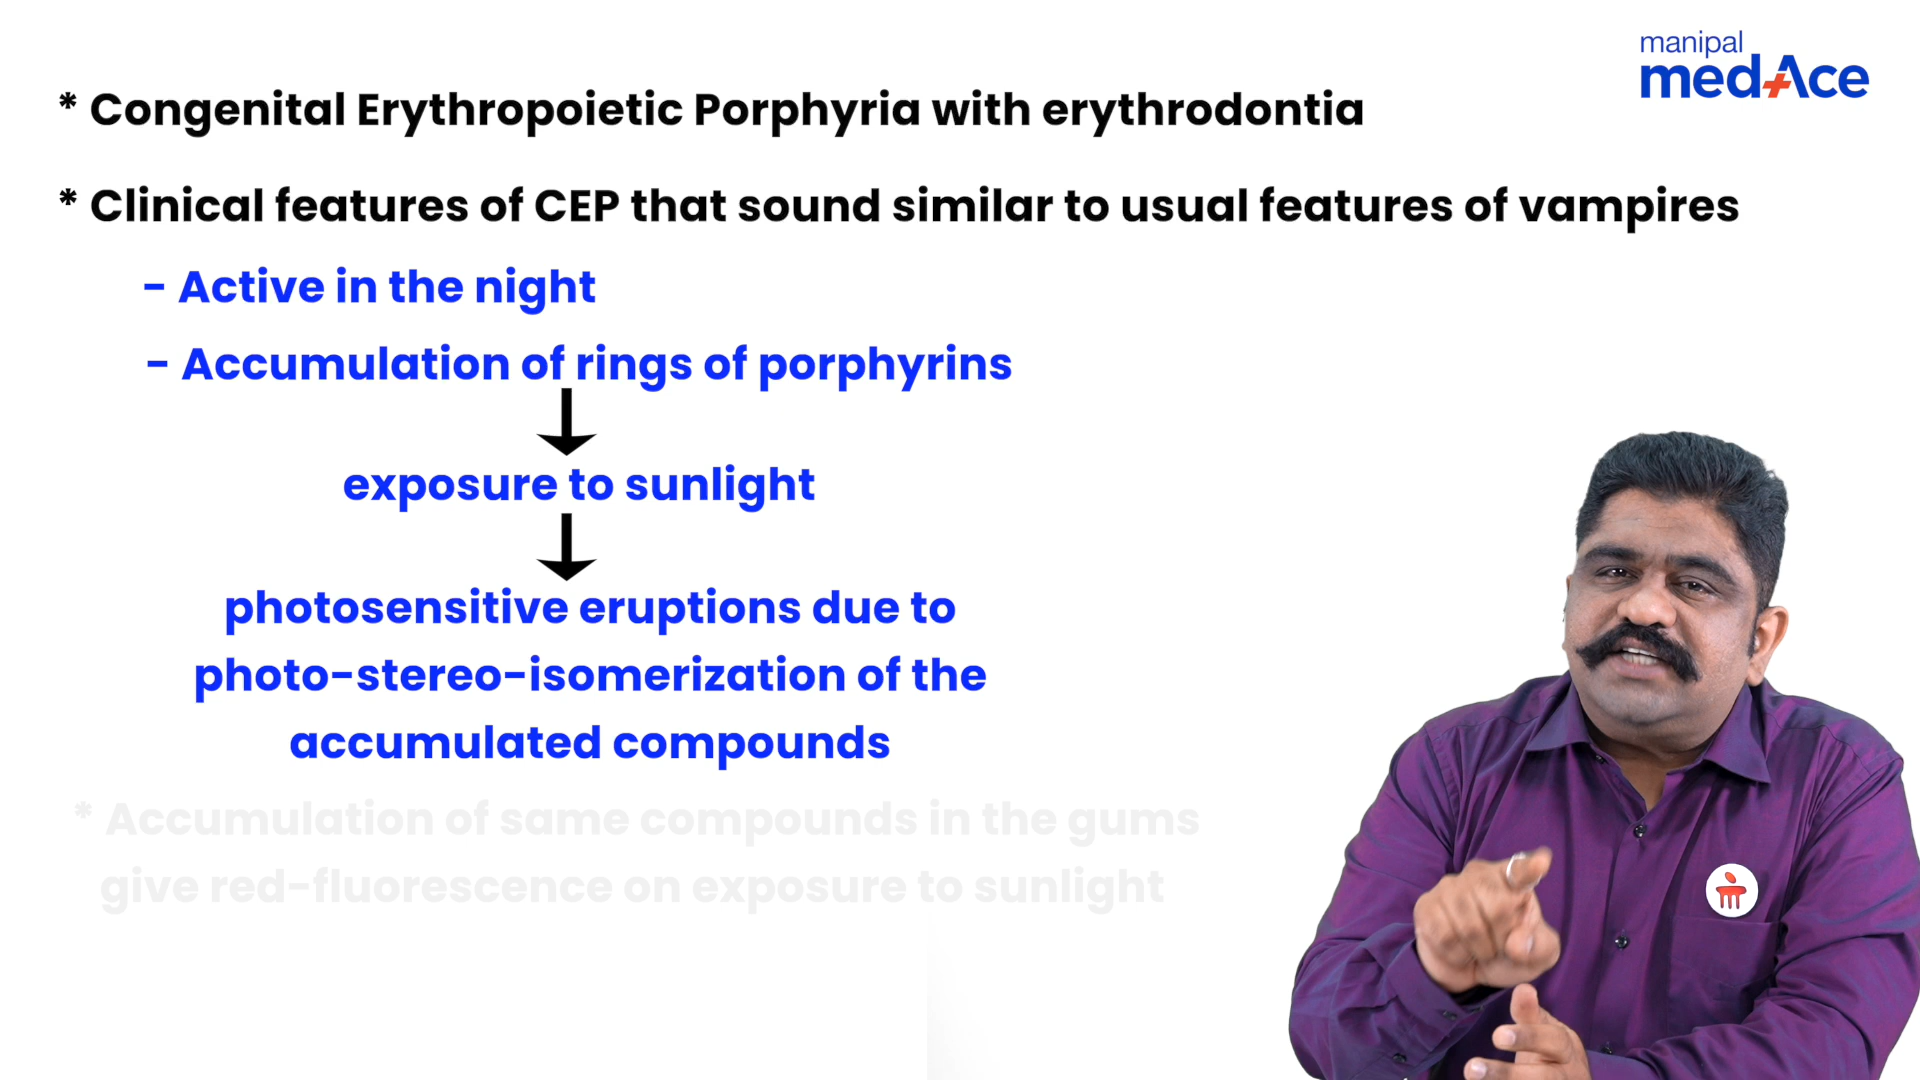 manipal
medAce
* Congenital Erythropoietic Porphyria with erythrodontia
* Clinical features of CEP that sound similar to usual features of vampires
- Active in the night
- Accumulation of rings of porphyrins
exposure to sunlight
photosensitive eruptions due to
photo-stereo-isomerization of the
accumulated compounds
* Accumulation of same compounds in the gums
give red-fluorescence on exposure to sunlight